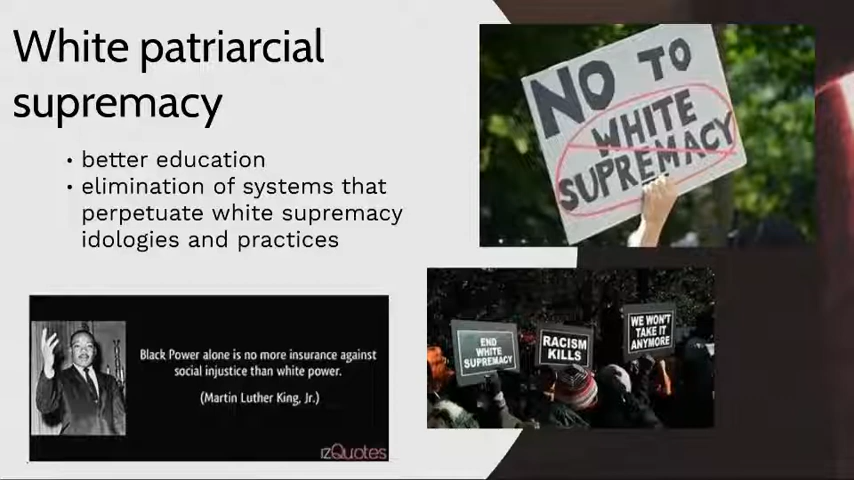 White patriarcial
supremacy
• better education
• elimination of systems that
perpetuate white supremacy
idologies and practices
NO TO
WHITE
SUPREMACY
END
WHITE
SUPREMACY
RACISM
KILLS
WE WON'T
TAKE IT
ANYMORE
Black Power alone is no more insurance against
social injustice than white power.
(Martin Luther King, Jr.)
izQuotes